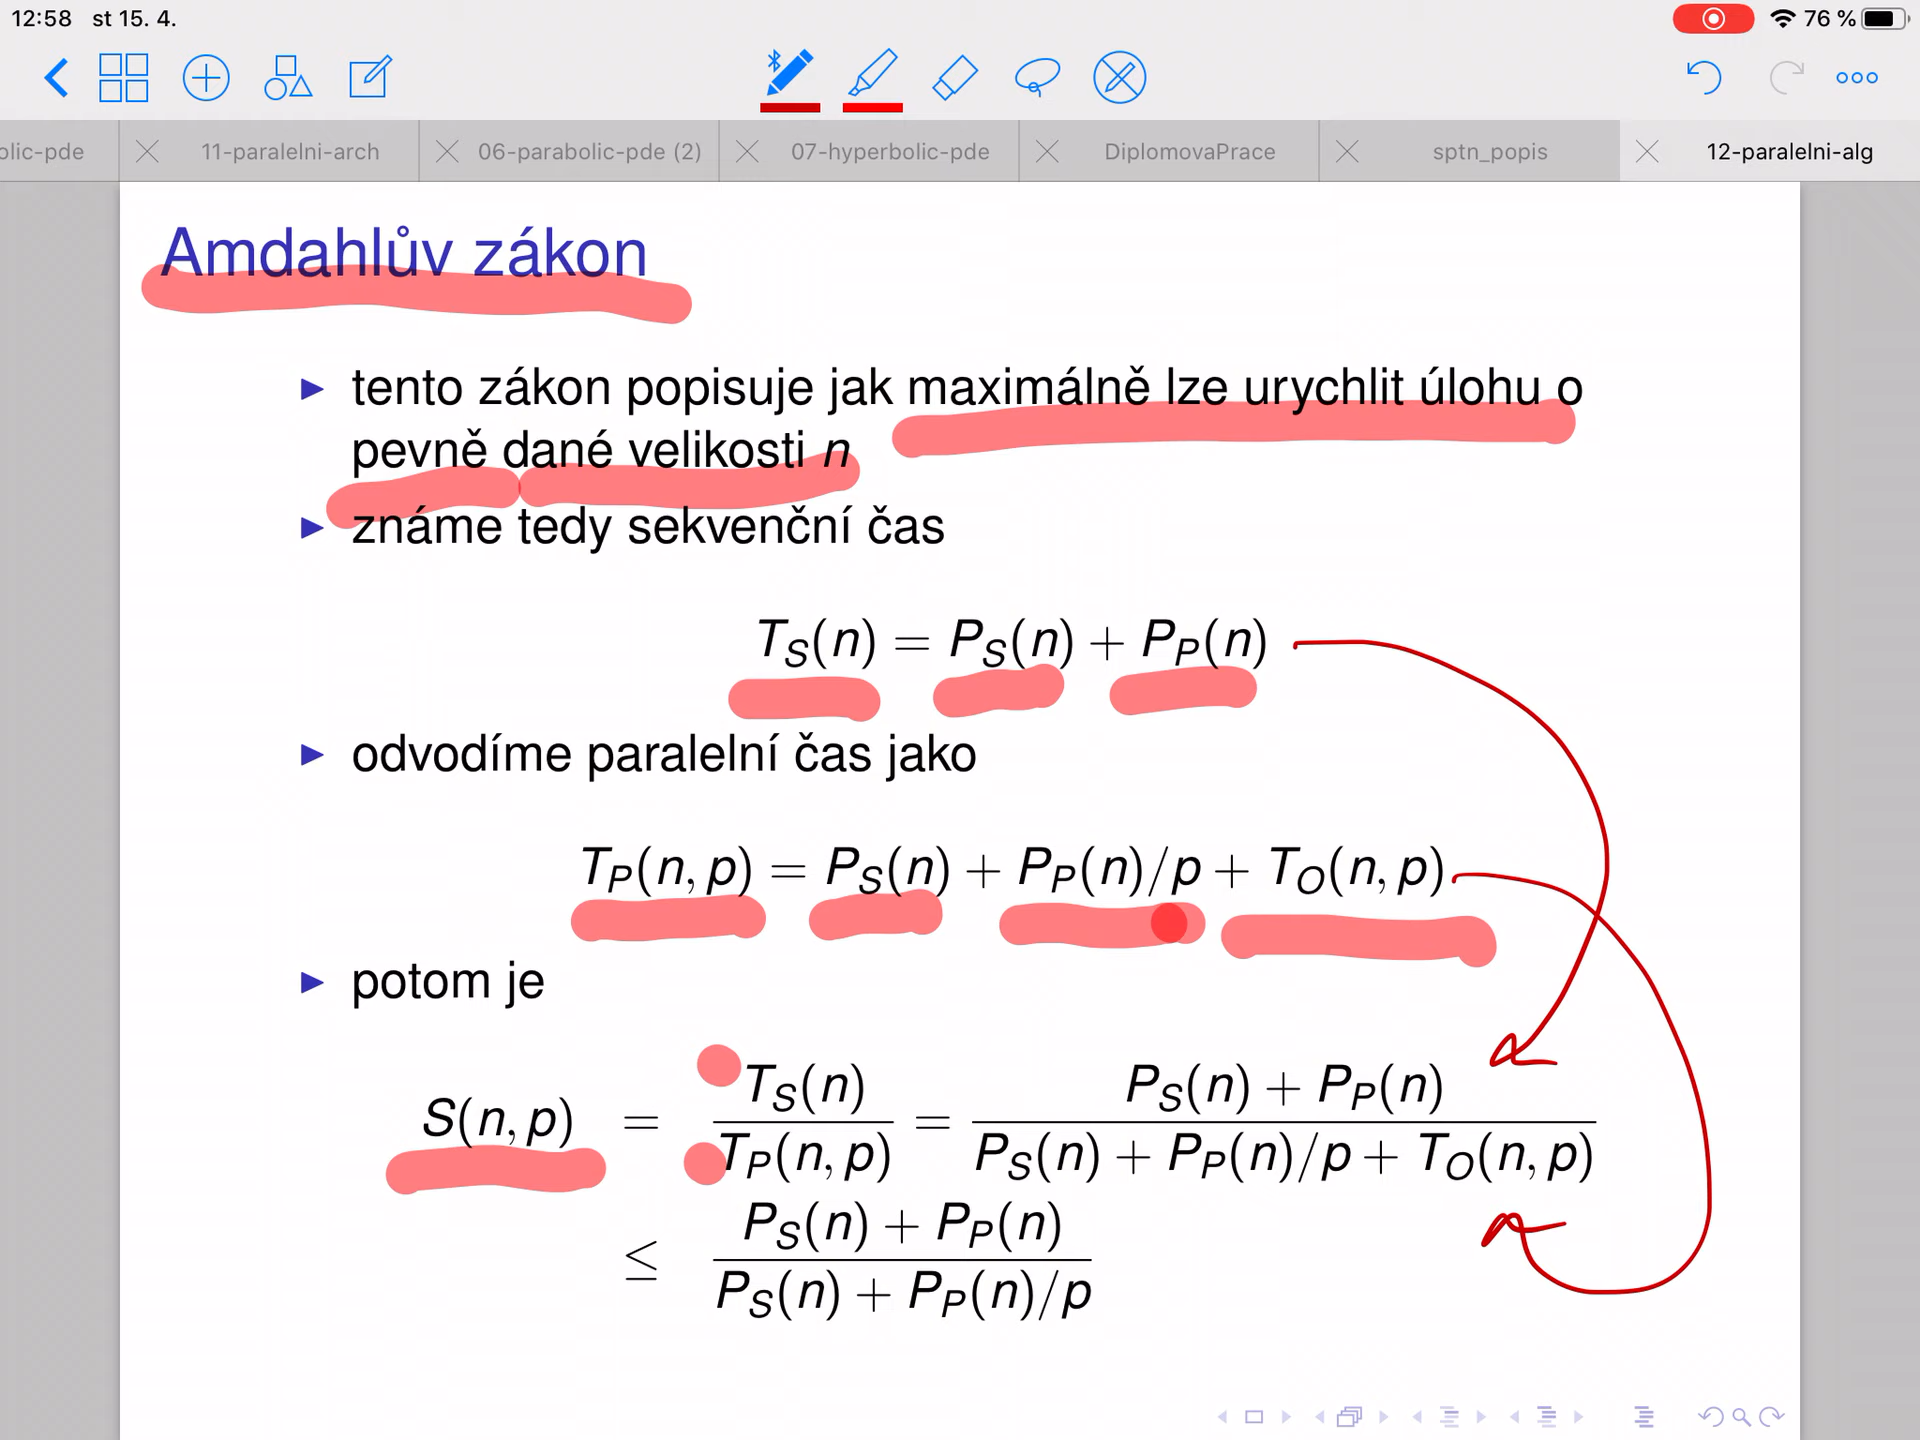 12:58 st 15. 4. 76 %
olic-pde 11-paralelni-arch 06-parabolic-pde (2) 07-hyperbolic-pde DiplomovaPrace sptn_popis 12-paralelni-alg
Amdahlův zákon
► tento zákon popisuje jak maximálně lze urychlit úlohu o
pevně dané velikosti n
► známe tedy sekvenční čas
T_S(n) = P_S(n) + P_P(n)
► odvodíme paralelní čas jako
T_P(n, p) = P_S(n) + P_P(n)/p + T_O(n, p)
► potom je
S(n, p) = T_S(n) / T_P(n, p) = (P_S(n) + P_P(n)) / (P_S(n) + P_P(n)/p + T_O(n, p))
≤ (P_S(n) + P_P(n)) / (P_S(n) + P_P(n)/p)